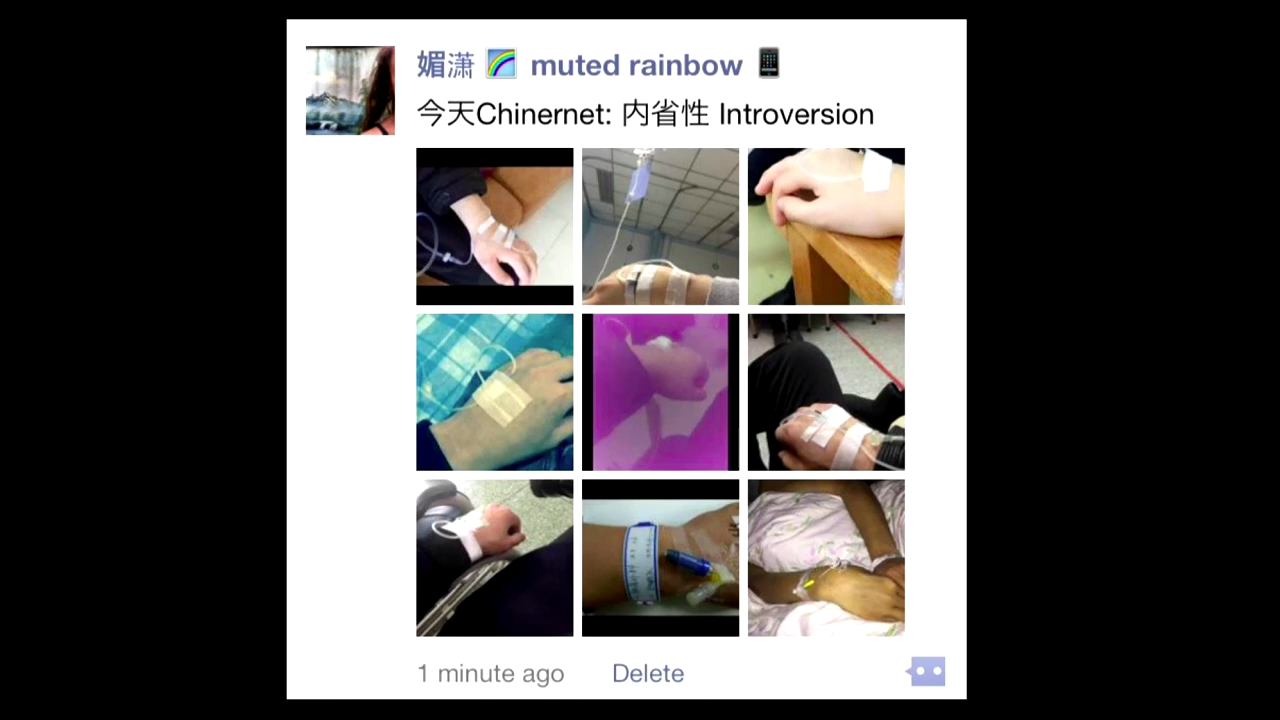 媚潇 muted rainbow
今天Chinernet: 内省性 Introversion
1 minute ago Delete